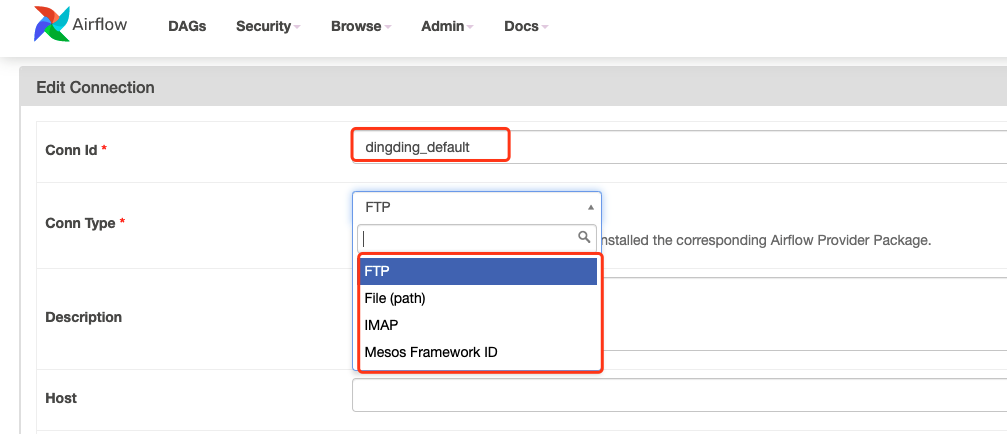 Airflow DAGs Security Browse Admin Docs
Edit Connection
Conn Id * dingding_default
Conn Type * FTP
nstalled the corresponding Airflow Provider Package.
FTP
File (path)
IMAP
Mesos Framework ID
Description
Host